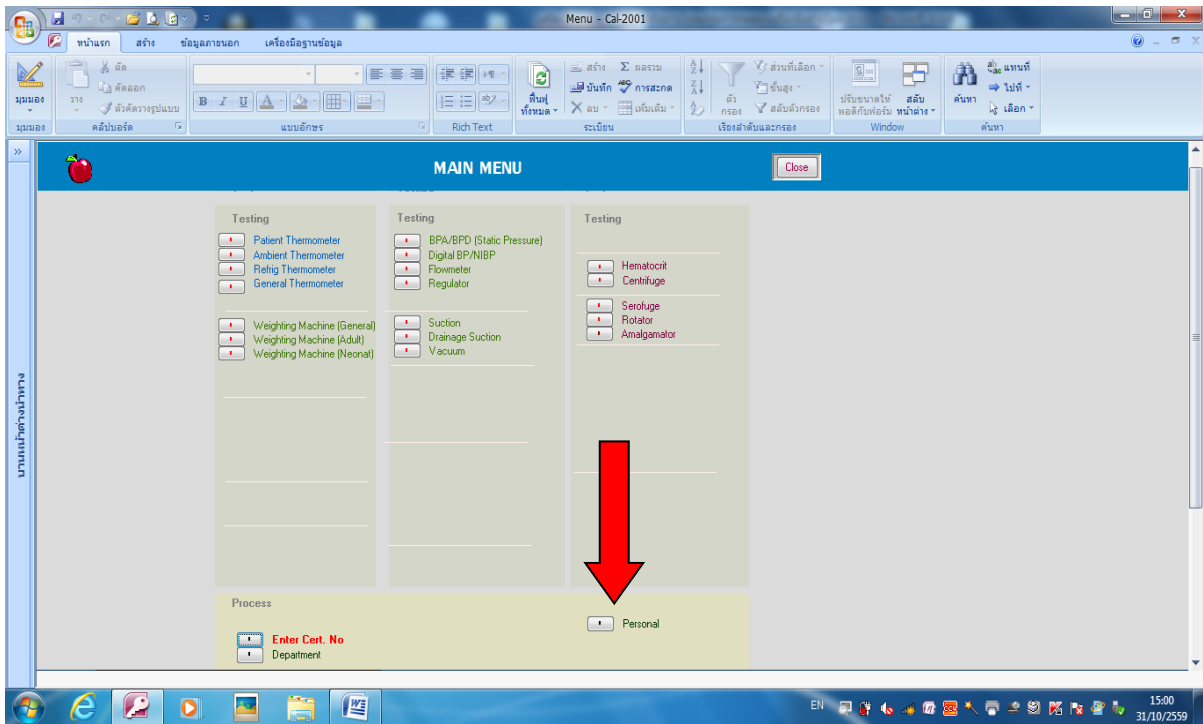 Menu - Cal-2001
หน้าแรก สร้าง ข้อมูลภายนอก เครื่องมือฐานข้อมูล
มุมมอง
มุมมอง
วาง
ตัด
คัดลอก
ตัวคัดวางรูปแบบ
คลิปบอร์ด
B I U A
แบบอักษร
Rich Text
ฟื้นฟู
ทั้งหมด
สร้าง Σ ผลรวม
บันทึก การสะกด
ลบ เพิ่มเติม
ระเบียน
ตัว
กรอง
ส่วนที่เลือก
ขั้นสูง
สลับตัวกรอง
เรียงลำดับและกรอง
ปรับขนาดให้
พอดีกับฟอร์ม
สลับ
หน้าต่าง
Window
ค้นหา
แทนที่
ไปที่
เลือก
ค้นหา
»
บานหน้าต่างนำทาง
MAIN MENU
Close
Testing
Patient Thermometer
Ambient Thermometer
Refrig Thermometer
General Thermometer
Weighting Machine (General)
Weighting Machine (Adult)
Weighting Machine (Neonat)
Testing
BPA/BPD (Static Pressure)
Digital BP/NIBP
Flowmeter
Regulator
Suction
Drainage Suction
Vacuum
Testing
Hematocrit
Centrifuge
Serofuge
Rotator
Amalgamator
Process
Enter Cert. No
Department
Personal
EN
15:00
31/10/2559